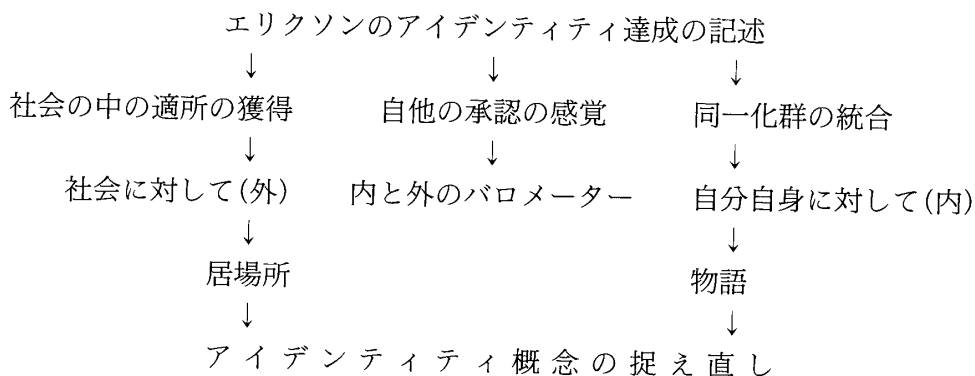 エリクソンのアイデンティティ達成の記述
↓ ↓ ↓
社会の中の適所の獲得 自他の承認の感覚 同一化群の統合
↓ ↓ ↓
社会に対して(外) 内と外のバロメーター 自分自身に対して(内)
↓ ↓
居場所 物語
↓ ↓
アイデンティティ概念の捉え直し